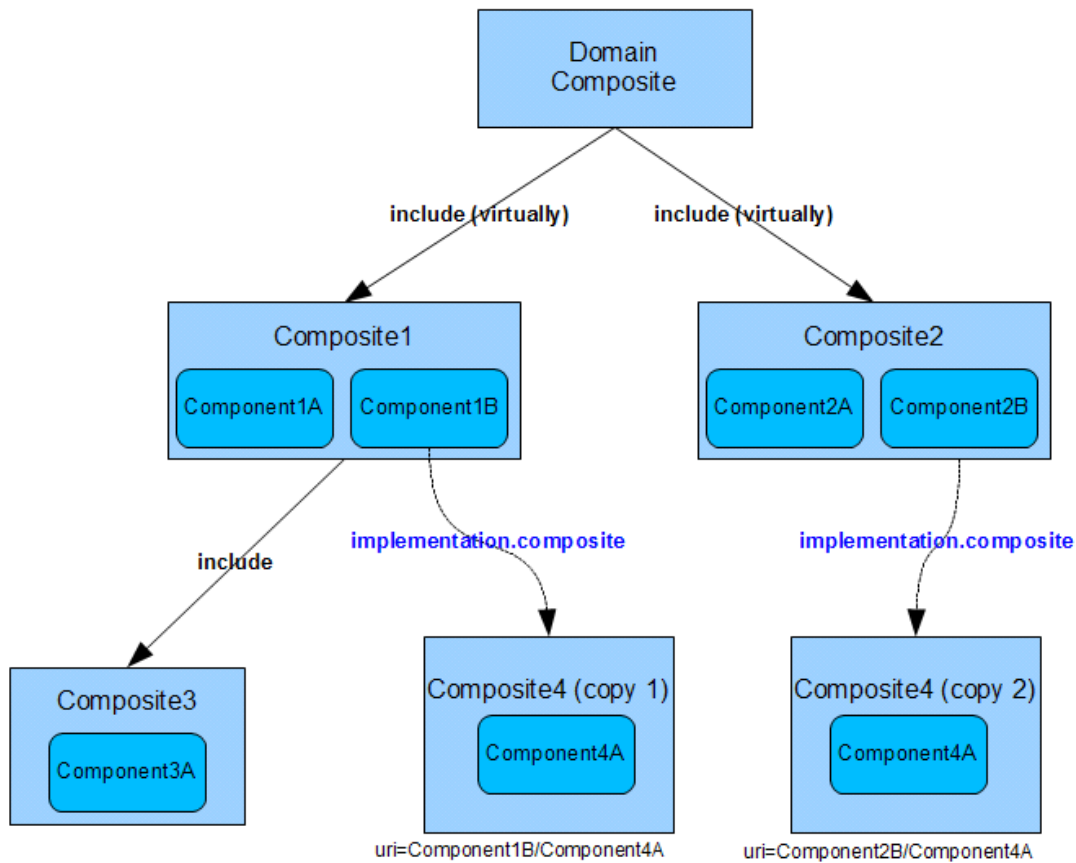 Domain
Composite
include (virtually)
include (virtually)
Composite1
Component1A
Component1B
Composite2
Component2A
Component2B
implementation.composite
implementation.composite
include
Composite3
Component3A
Composite4 (copy 1)
Component4A
uri=Component1B/Component4A
Composite4 (copy 2)
Component4A
uri=Component2B/Component4A